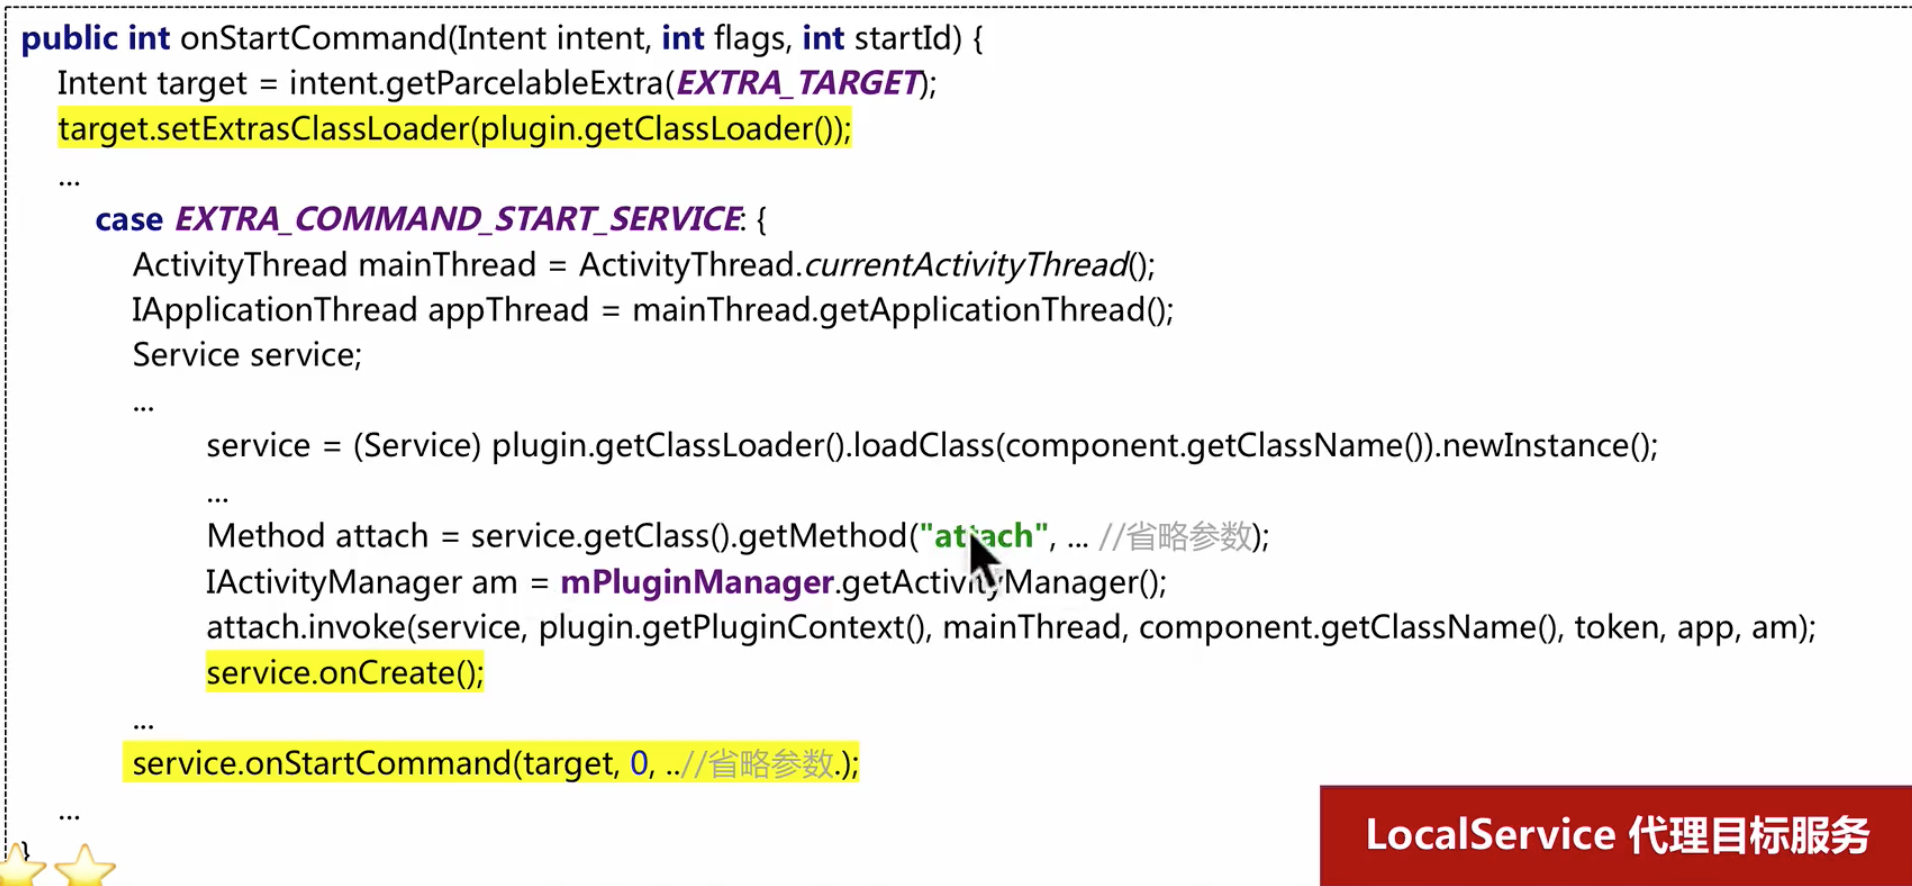 public int onStartCommand(Intent intent, int flags, int startId) {
Intent target = intent.getParcelableExtra(EXTRA_TARGET);
target.setExtrasClassLoader(plugin.getClassLoader());
...
case EXTRA_COMMAND_START_SERVICE: {
ActivityThread mainThread = ActivityThread.currentActivityThread();
IApplicationThread appThread = mainThread.getApplicationThread();
Service service;
...
service = (Service) plugin.getClassLoader().loadClass(component.getClassName()).newInstance();
...
Method attach = service.getClass().getMethod("attach", ... //省略参数);
IActivityManager am = mPluginManager.getActivityManager();
attach.invoke(service, plugin.getPluginContext(), mainThread, component.getClassName(), token, app, am);
service.onCreate();
...
service.onStartCommand(target, 0, ..//省略参数.);
...
}
LocalService 代理目标服务